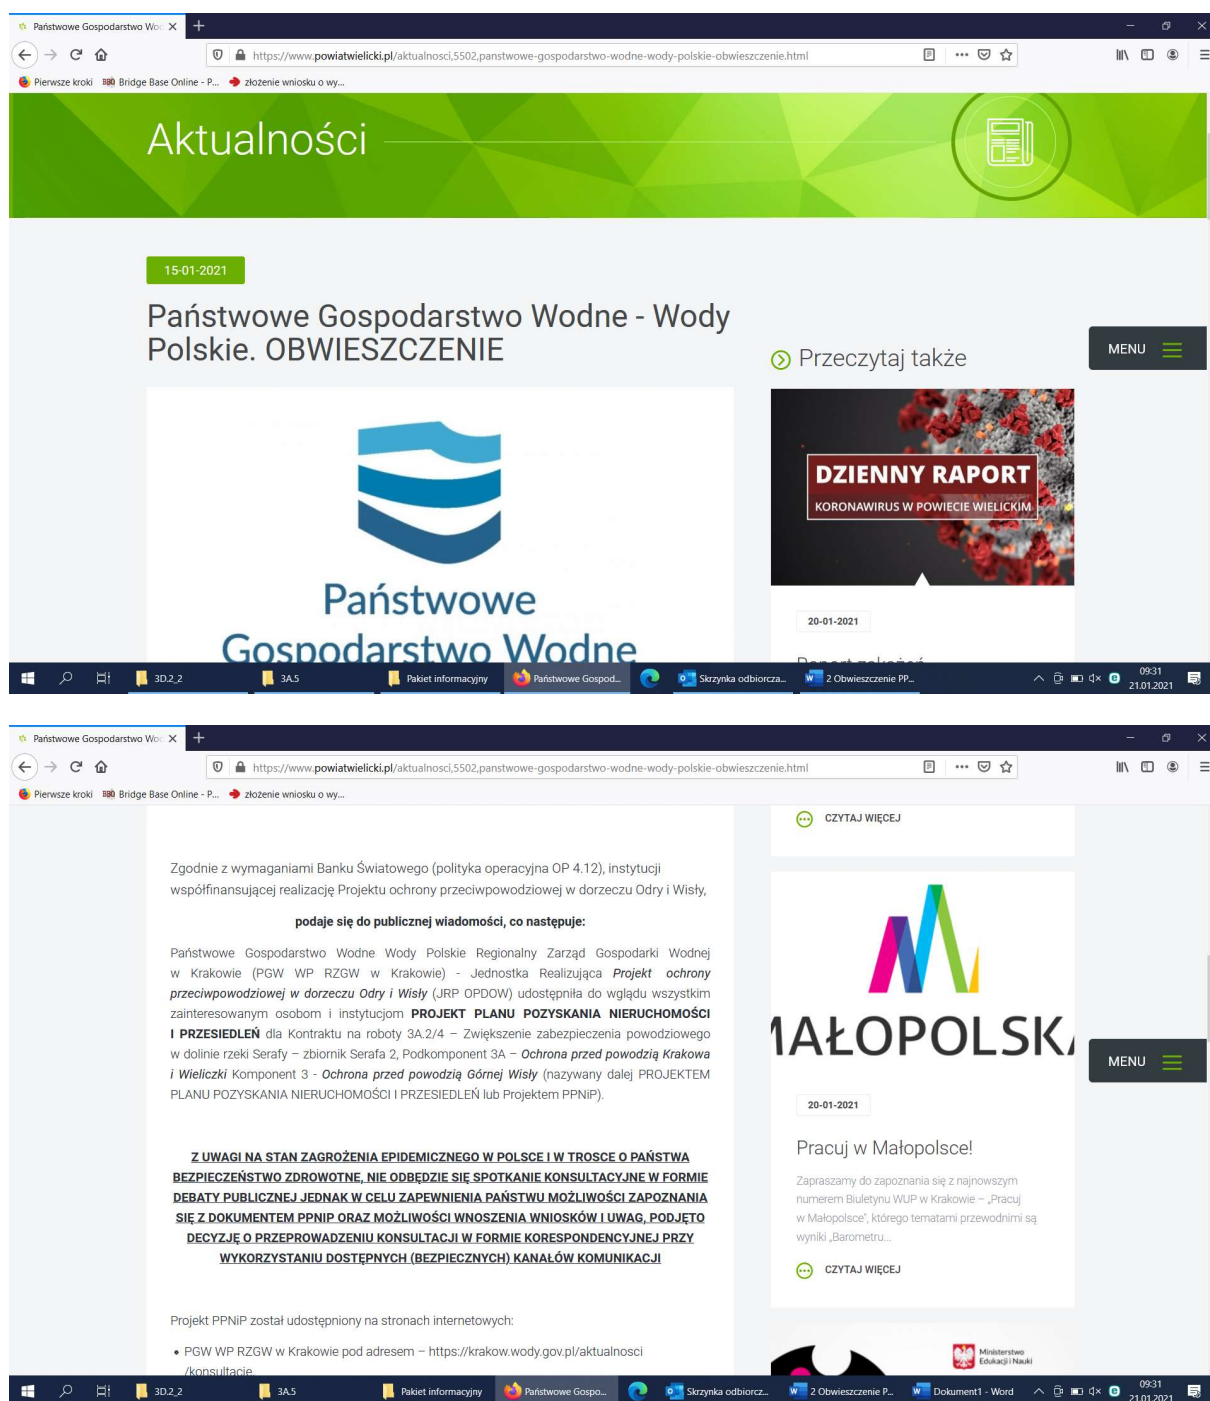 Państwowe Gospodarstwo Wo
https://www.powiatwielicki.pl/aktualnosci,5502,panstwowe-gospodarstwo-wodne-wody-polskie-obwieszczenie.html
Pierwsze kroki Bridge Base Online - P... złożenie wniosku o wy...
Aktualności
15-01-2021
Państwowe Gospodarstwo Wodne - Wody
Polskie. OBWIESZCZENIE
Państwowe
Gospodarstwo Wodne
MENU
Przeczytaj także
DZIENNY RAPORT
KORONAWIRUS W POWIECIE WIELICKIM
20-01-2021
Raport zakażeń
3D.2_2 3A.5 Pakiet informacyjny Państwowe Gospod... Skrzynka odbiorcza... 2 Obwieszczenie PP...
09:31
21.01.2021
Państwowe Gospodarstwo Wo
https://www.powiatwielicki.pl/aktualnosci,5502,panstwowe-gospodarstwo-wodne-wody-polskie-obwieszczenie.html
Pierwsze kroki Bridge Base Online - P... złożenie wniosku o wy...
Zgodnie z wymaganiami Banku Światowego (polityka operacyjna OP 4.12), instytucji
współfinansującej realizację Projektu ochrony przeciwpowodziowej w dorzeczu Odry i Wisły,
podaje się do publicznej wiadomości, co następuje:
Państwowe Gospodarstwo Wodne Wody Polskie Regionalny Zarząd Gospodarki Wodnej
w Krakowie (PGW WP RZGW w Krakowie) - Jednostka Realizująca Projekt ochrony
przeciwpowodziowej w dorzeczu Odry i Wisły (JRP OPDOW) udostępniła do wglądu wszystkim
zainteresowanym osobom i instytucjom PROJEKT PLANU POZYSKANIA NIERUCHOMOŚCI
I PRZESIEDLEŃ dla Kontraktu na roboty 3A.2/4 – Zwiększenie zabezpieczenia powodziowego
w dolinie rzeki Serafy – zbiornik Serafa 2, Podkomponent 3A – Ochrona przed powodzią Krakowa
i Wieliczki Komponent 3 - Ochrona przed powodzią Górnej Wisły (nazywany dalej PROJEKTEM
PLANU POZYSKANIA NIERUCHOMOŚCI I PRZESIEDLEŃ lub Projektem PPNiP).
Z UWAGI NA STAN ZAGROŻENIA EPIDEMICZNEGO W POLSCE I W TROSCE O PAŃSTWA
BEZPIECZEŃSTWO ZDROWOTNE, NIE ODBĘDZIE SIĘ SPOTKANIE KONSULTACYJNE W FORMIE
DEBATY PUBLICZNEJ JEDNAK W CELU ZAPEWNIENIA PAŃSTWU MOŻLIWOŚCI ZAPOZNANIA
SIĘ Z DOKUMENTEM PPNIP ORAZ MOŻLIWOŚCI WNOSZENIA WNIOSKÓW I UWAG, PODJĘTO
DECYZJĘ O PRZEPROWADZENIU KONSULTACJI W FORMIE KORESPONDENCYJNEJ PRZY
WYKORZYSTANIU DOSTĘPNYCH (BEZPIECZNYCH) KANAŁÓW KOMUNIKACJI
Projekt PPNiP został udostępniony na stronach internetowych:
• PGW WP RZGW w Krakowie pod adresem – https://krakow.wody.gov.pl/aktualnosci
/konsultacje.
CZYTAJ WIĘCEJ
MAŁOPOLSKA
MENU
20-01-2021
Pracuj w Małopolsce!
Zapraszamy do zapoznania się z najnowszym
numerem Biuletynu WUP w Krakowie – „Pracuj
w Małopolsce", którego tematami przewodnimi są
wyniki „Barometru...
CZYTAJ WIĘCEJ
Ministerstwo
Edukacji i Nauki
3D.2_2 3A.5 Pakiet informacyjny Państwowe Gospo... Skrzynka odbiorcz... 2 Obwieszczenie P... Dokument1 - Word
09:31
21.01.2021